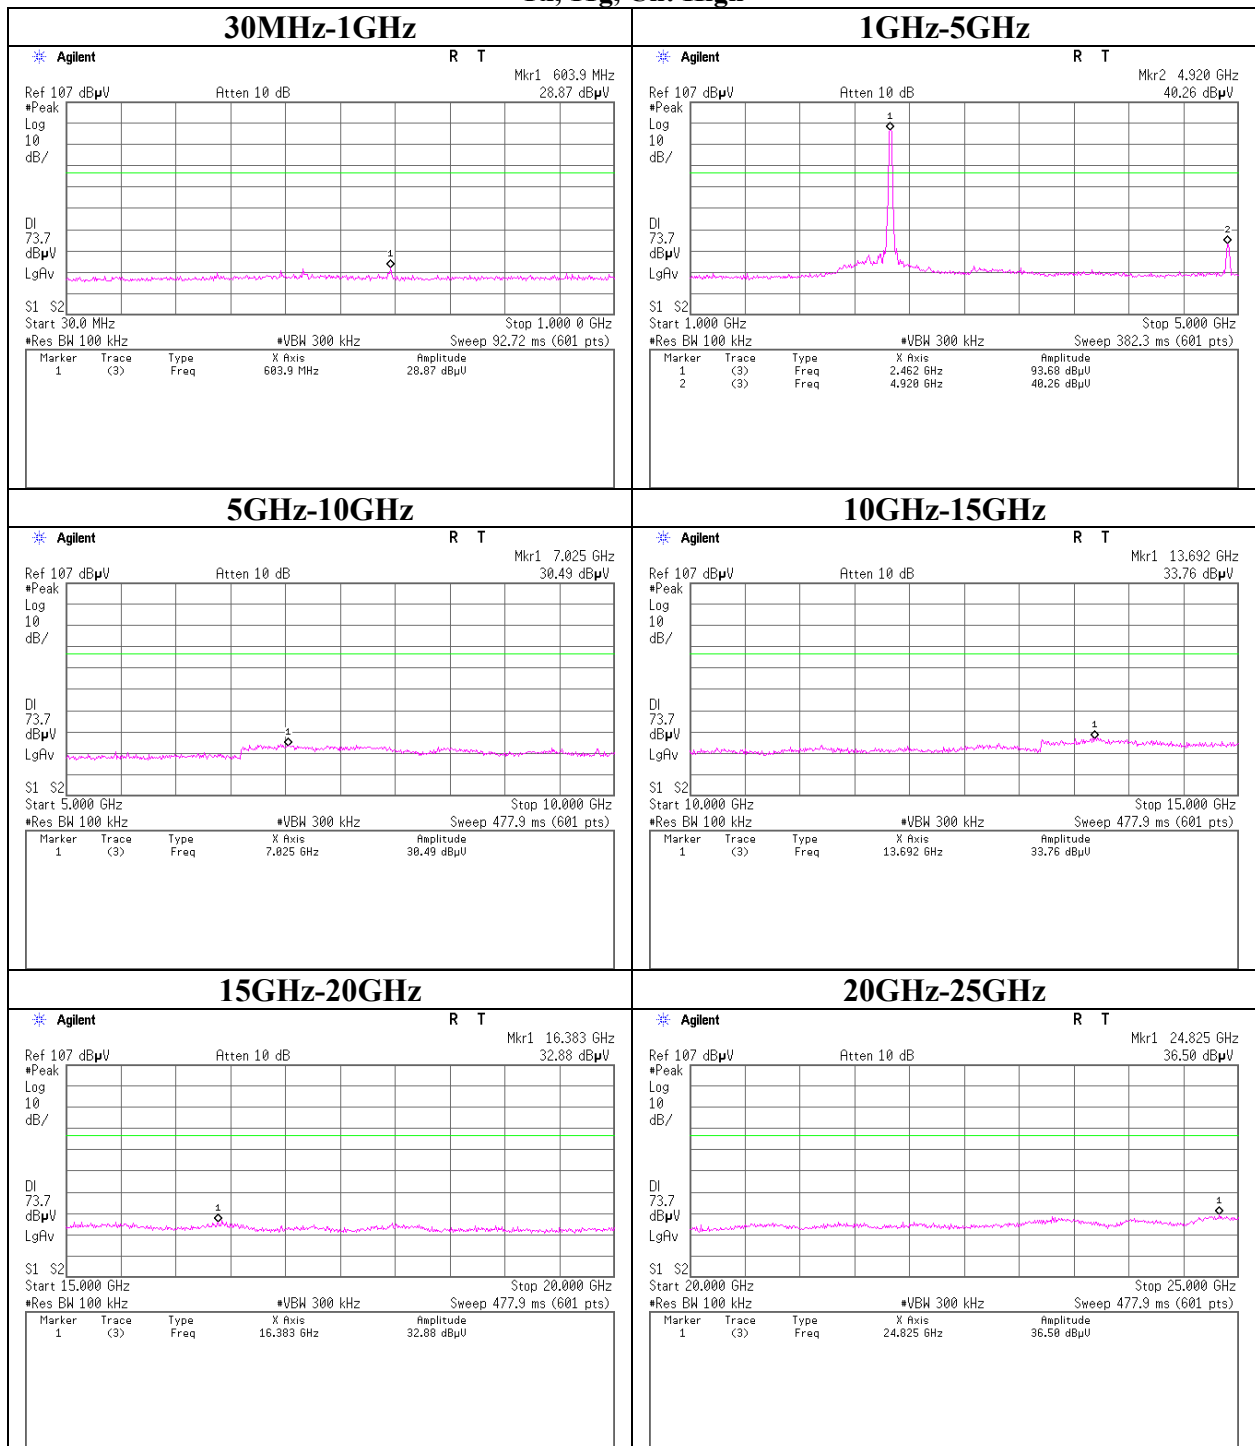 30MHz-1GHz
Agilent R T
Mkr1 603.9 MHz
Ref 107 dBµV Atten 10 dB 28.87 dBµV
#Peak
Log
10
dB/
DI
73.7
dBµV
LgAv
S1 S2
1
Start 30.0 MHz Stop 1.000 0 GHz
#Res BW 100 kHz #VBW 300 kHz Sweep 92.72 ms (601 pts)
Marker Trace Type X Axis Amplitude
1 (3) Freq 603.9 MHz 28.87 dBµV
1GHz-5GHz
Agilent R T
Mkr2 4.920 GHz
Ref 107 dBµV Atten 10 dB 40.26 dBµV
#Peak
Log
10
dB/
DI
73.7
dBµV
LgAv
S1 S2
1
2
Start 1.000 GHz Stop 5.000 GHz
#Res BW 100 kHz #VBW 300 kHz Sweep 382.3 ms (601 pts)
Marker Trace Type X Axis Amplitude
1 (3) Freq 2.462 GHz 93.68 dBµV
2 (3) Freq 4.920 GHz 40.26 dBµV
5GHz-10GHz
Agilent R T
Mkr1 7.025 GHz
Ref 107 dBµV Atten 10 dB 30.49 dBµV
#Peak
Log
10
dB/
DI
73.7
dBµV
LgAv
S1 S2
1
Start 5.000 GHz Stop 10.000 GHz
#Res BW 100 kHz #VBW 300 kHz Sweep 477.9 ms (601 pts)
Marker Trace Type X Axis Amplitude
1 (3) Freq 7.025 GHz 30.49 dBµV
10GHz-15GHz
Agilent R T
Mkr1 13.692 GHz
Ref 107 dBµV Atten 10 dB 33.76 dBµV
#Peak
Log
10
dB/
DI
73.7
dBµV
LgAv
S1 S2
1
Start 10.000 GHz Stop 15.000 GHz
#Res BW 100 kHz #VBW 300 kHz Sweep 477.9 ms (601 pts)
Marker Trace Type X Axis Amplitude
1 (3) Freq 13.692 GHz 33.76 dBµV
15GHz-20GHz
Agilent R T
Mkr1 16.383 GHz
Ref 107 dBµV Atten 10 dB 32.88 dBµV
#Peak
Log
10
dB/
DI
73.7
dBµV
LgAv
S1 S2
1
Start 15.000 GHz Stop 20.000 GHz
#Res BW 100 kHz #VBW 300 kHz Sweep 477.9 ms (601 pts)
Marker Trace Type X Axis Amplitude
1 (3) Freq 16.383 GHz 32.88 dBµV
20GHz-25GHz
Agilent R T
Mkr1 24.825 GHz
Ref 107 dBµV Atten 10 dB 36.50 dBµV
#Peak
Log
10
dB/
DI
73.7
dBµV
LgAv
S1 S2
1
Start 20.000 GHz Stop 25.000 GHz
#Res BW 100 kHz #VBW 300 kHz Sweep 477.9 ms (601 pts)
Marker Trace Type X Axis Amplitude
1 (3) Freq 24.825 GHz 36.50 dBµV